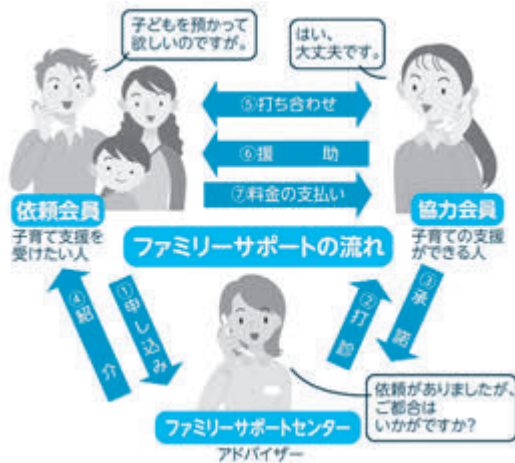 子どもを預かって
欲しいのですが。
はい、
大丈夫です。
⑤打ち合わせ
⑥援　助
⑦料金の支払い
依頼会員
子育て支援を
受けたい人
協力会員
子育ての支援
ができる人
ファミリーサポートの流れ
④紹介
①申し込み
②打診
③承諾
依頼がありましたが、
ご都合は
いかがですか？
ファミリーサポートセンター
アドバイザー